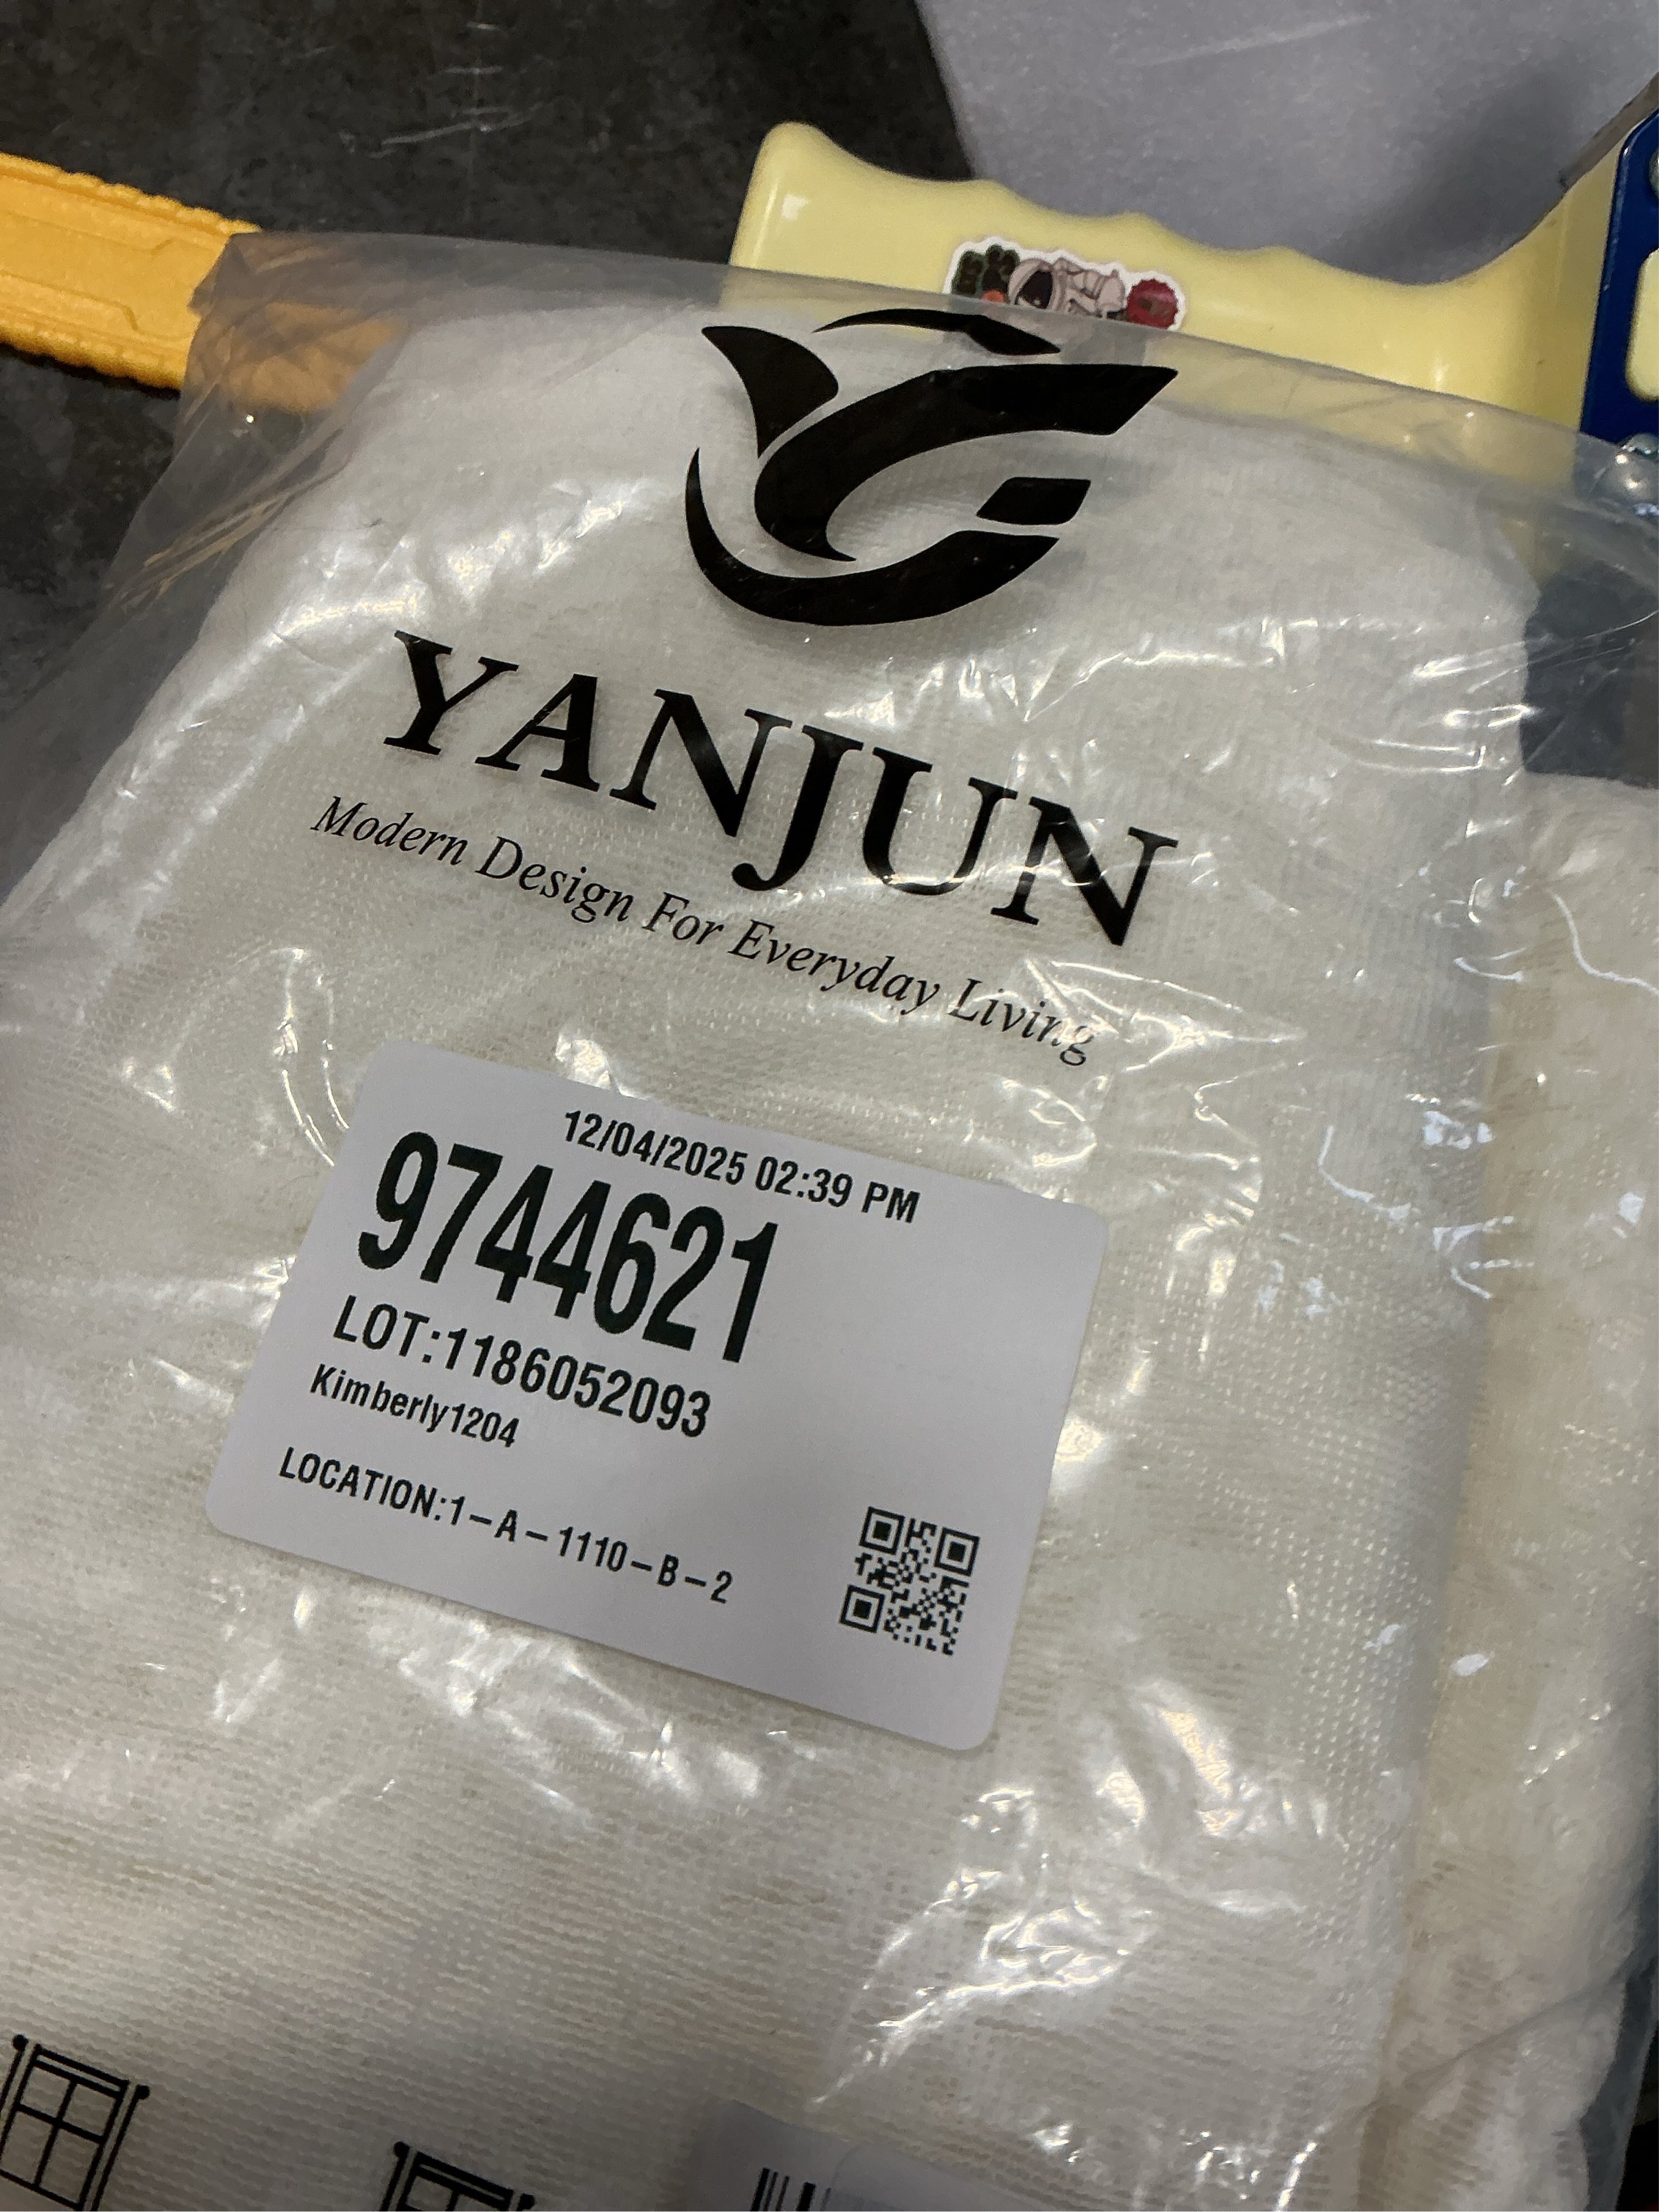 YANJUN
Modern Design For Everyday Living
12/04/2025 02:39 PM
9744621
LOT:1186052093
Kimberly1204
LOCATION:1-A-1110-B-2